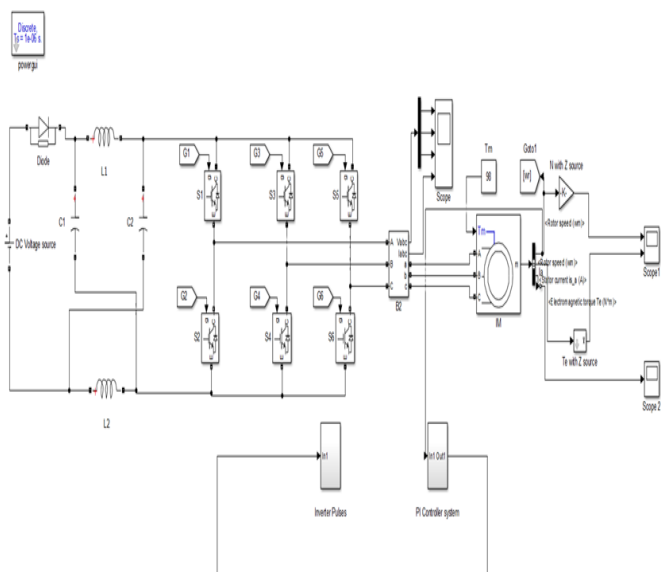 Discrete,
Ts = 1e-06 s.
powergui
Diode
L1
C1
C2
DC Voltage source
L2
G1
G3
G5
S1
S3
S5
G2
G4
G6
S2
S4
S6
A
B
C
Vabc
Iabc
a
b
c
B2
Scope
Tm
98
Goto1
[wr]
N with Z source
-K-
<Rotor speed (wm)>
Tm
A
B
C
m
IM
<Rotor speed (wm)>
<Stator current is_a (A)>
<Electromagnetic torque Te (N*m)>
Te with Z source
Scope1
Scope 2
In1
Inverter Pulses
In1 Out1
PI Controller system